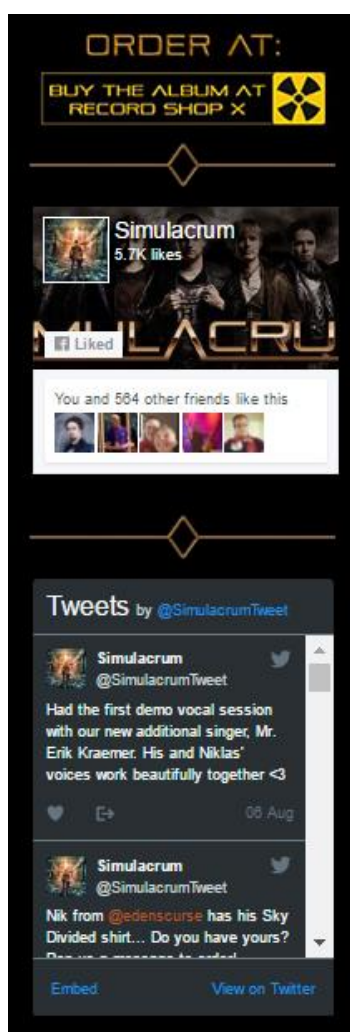 ORDER AT:
BUY THE ALBUM AT
RECORD SHOP X
Simulacrum
5.7K likes
MULACRU
Liked
You and 564 other friends like this
Tweets by @SimulacrumTweet
Simulacrum
@SimulacrumTweet
Had the first demo vocal session
with our new additional singer, Mr.
Erik Kraemer. His and Niklas'
voices work beautifully together <3
06 Aug
Simulacrum
@SimulacrumTweet
Nik from @edenscurse has his Sky
Divided shirt... Do you have yours?
Embed
View on Twitter